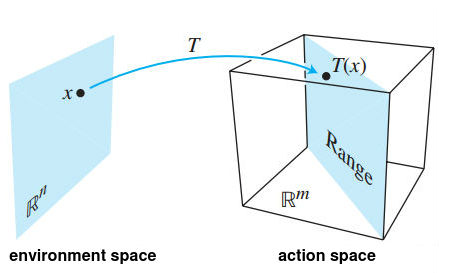 T
x
T(x)
Range
ℝⁿ
ℝᵐ
environment space
action space